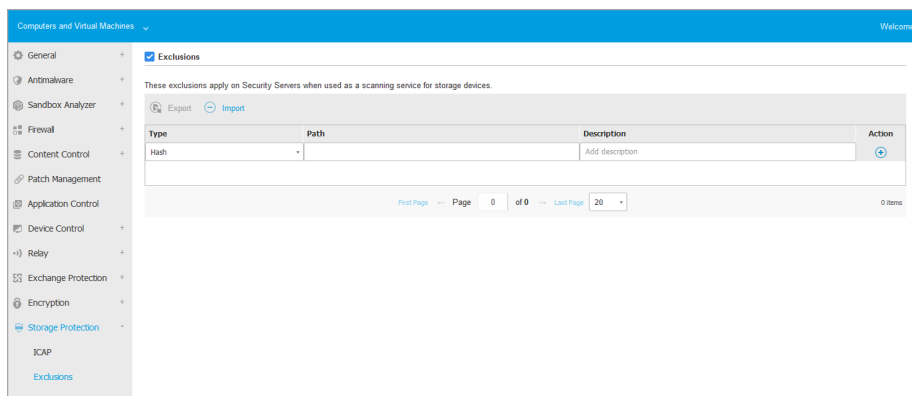 Computers and Virtual Machines
Welcome
General +
Antimalware +
Sandbox Analyzer +
Firewall +
Content Control +
Patch Management
Application Control
Device Control +
Relay +
Exchange Protection +
Encryption +
Storage Protection -
ICAP
Exclusions
Exclusions
These exclusions apply on Security Servers when used as a scanning service for storage devices.
Export Import
Type Path Description Action
Hash Add description
First Page ← Page 0 of 0 → Last Page 20 0 items